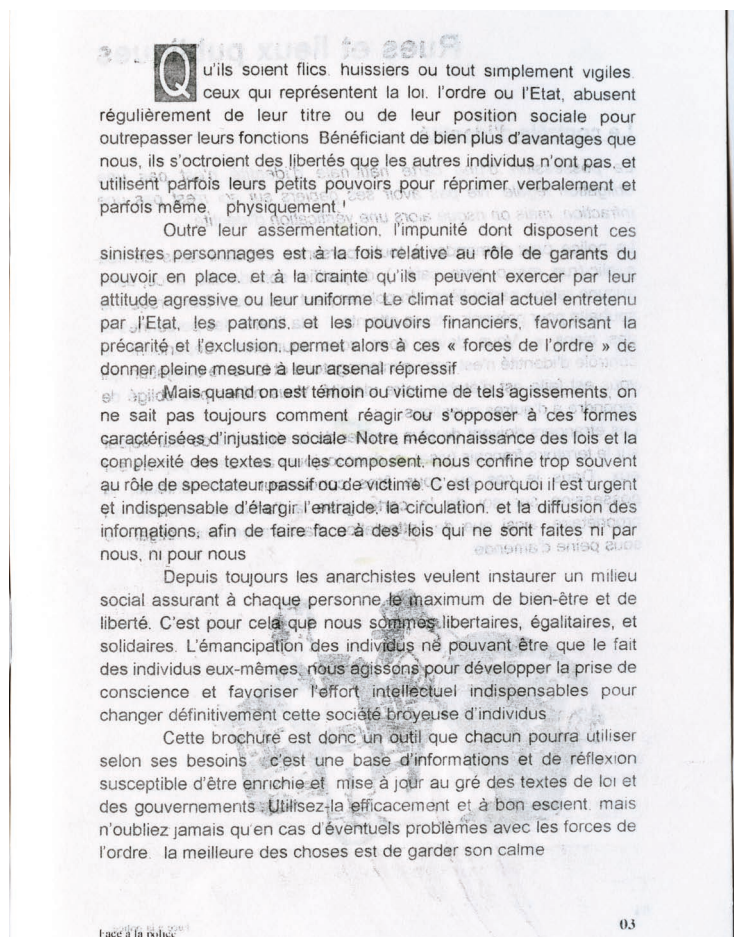 Qu'ils soient flics, huissiers ou tout simplement vigiles,
ceux qui représentent la loi, l'ordre ou l'Etat, abusent
régulièrement de leur titre ou de leur position sociale pour
outrepasser leurs fonctions Bénéficiant de bien plus d'avantages que
nous, ils s'octroient des libertés que les autres individus n'ont pas, et
utilisent parfois leurs petits pouvoirs pour réprimer verbalement et
parfois même, physiquement !
Outre leur assermentation, l'impunité dont disposent ces
sinistres personnages est à la fois relative au rôle de garants du
pouvoir en place, et à la crainte qu'ils peuvent exercer par leur
attitude agressive ou leur uniforme Le climat social actuel entretenu
par l'Etat, les patrons, et les pouvoirs financiers, favorisant la
précarité et l'exclusion, permet alors à ces « forces de l'ordre » de
donner pleine mesure à leur arsenal répressif
Mais quand on est témoin ou victime de tels agissements, on
ne sait pas toujours comment réagir ou s'opposer à ces formes
caractérisées d'injustice sociale Notre méconnaissance des lois et la
complexité des textes qui les composent, nous confine trop souvent
au rôle de spectateur passif ou de victime C'est pourquoi il est urgent
et indispensable d'élargir l'entraide, la circulation, et la diffusion des
informations, afin de faire face à des lois qui ne sont faites ni par
nous, ni pour nous
Depuis toujours les anarchistes veulent instaurer un milieu
social assurant à chaque personne le maximum de bien-être et de
liberté. C'est pour cela que nous sommes libertaires, égalitaires, et
solidaires. L'émancipation des individus ne pouvant être que le fait
des individus eux-mêmes, nous agissons pour développer la prise de
conscience et favoriser l'effort intellectuel indispensables pour
changer définitivement cette société broyeuse d'individus
Cette brochure est donc un outil que chacun pourra utiliser
selon ses besoins c'est une base d'informations et de réflexion
susceptible d'être enrichie et mise à jour au gré des textes de loi et
des gouvernements. Utilisez-la efficacement et à bon escient, mais
n'oubliez jamais qu'en cas d'éventuels problèmes avec les forces de
l'ordre la meilleure des choses est de garder son calme
Face à la police
03